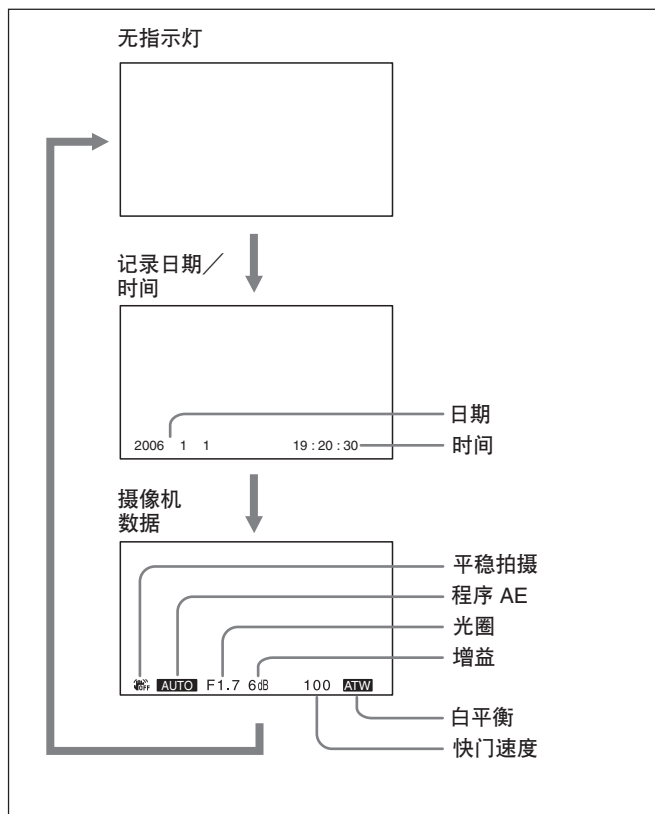 无指示灯
记录日期／
时间
2006 1 1 19 : 20 : 30
日期
时间
摄像机
数据
平稳拍摄
程序 AE
光圈
增益
OFF AUTO F1.7 6dB 100 ATW
白平衡
快门速度